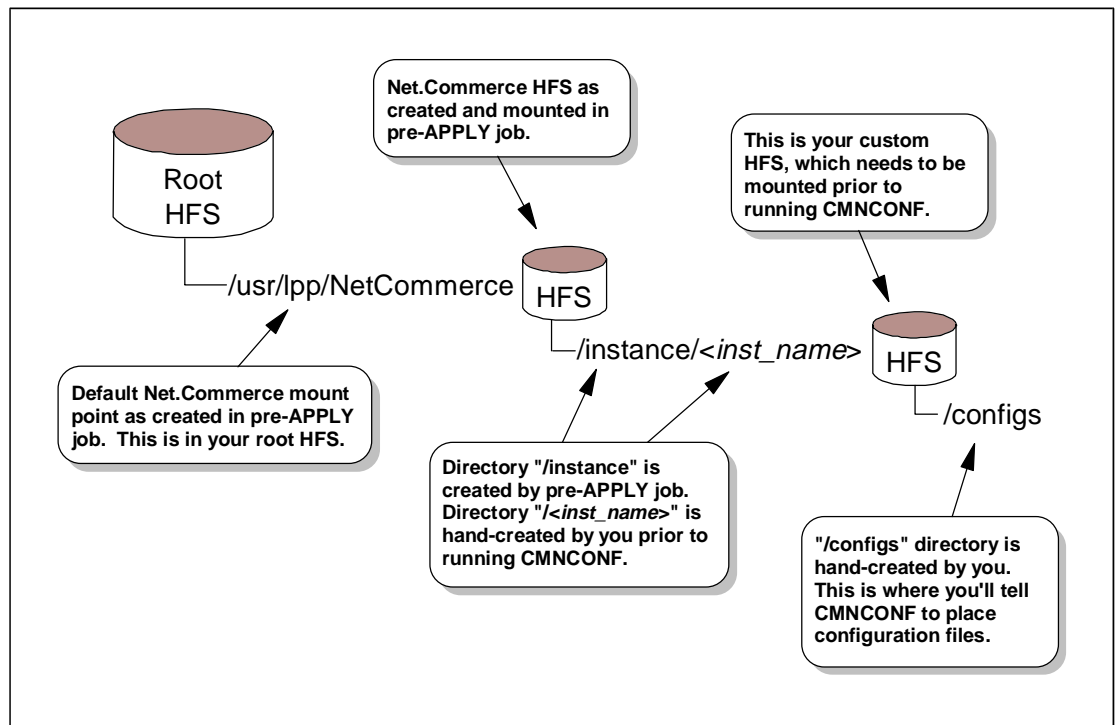 Net.Commerce HFS as
created and mounted in
pre-APPLY job.
This is your custom
HFS, which needs to be
mounted prior to
running CMNCONF.
Root
HFS
/usr/lpp/NetCommerce
HFS
/instance/<inst_name>
HFS
/configs
Default Net.Commerce mount
point as created in pre-APPLY
job. This is in your root HFS.
Directory "/instance" is
created by pre-APPLY job.
Directory "/<inst_name>" is
hand-created by you prior to
running CMNCONF.
"/configs" directory is
hand-created by you.
This is where you'll tell
CMNCONF to place
configuration files.